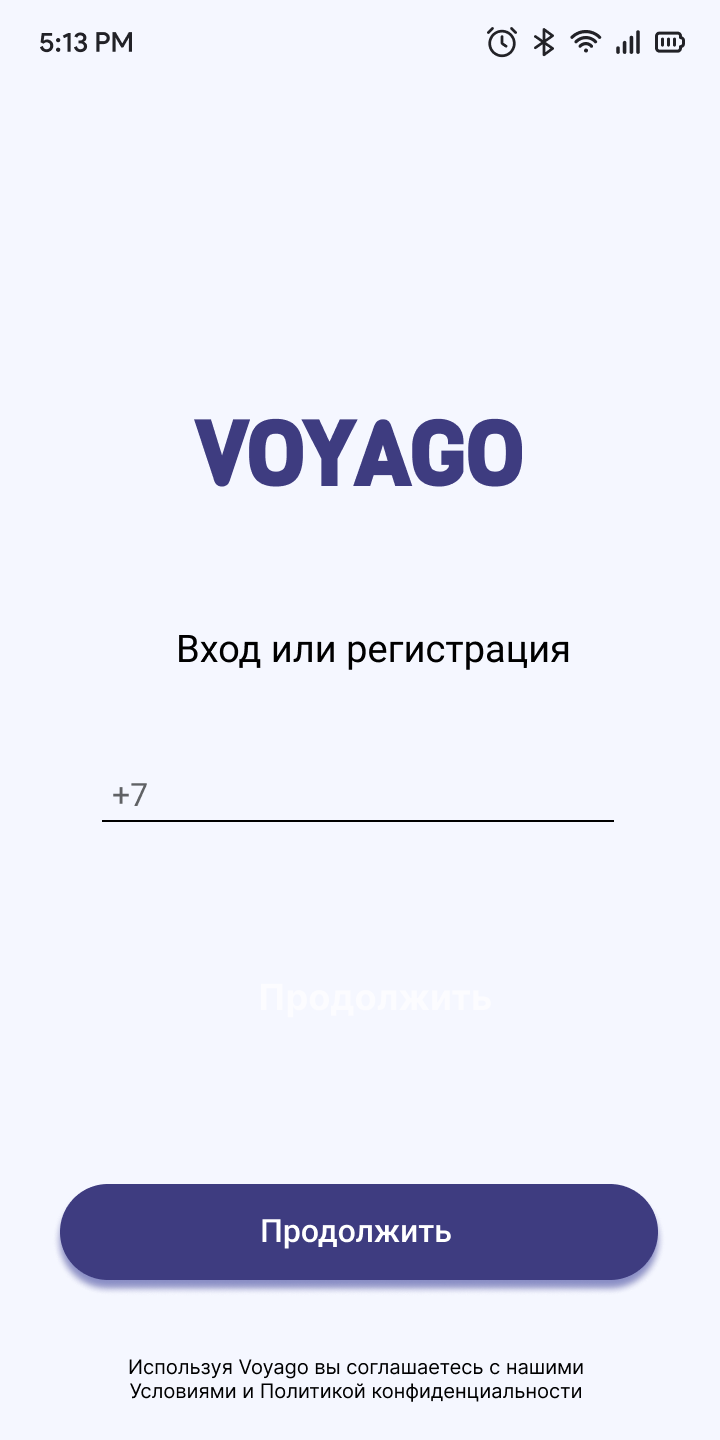 5:13 PM
VOYAGO
Вход или регистрация
+7
Продолжить
Продолжить
Используя Voyago вы соглашаетесь с нашими
Условиями и Политикой конфиденциальности